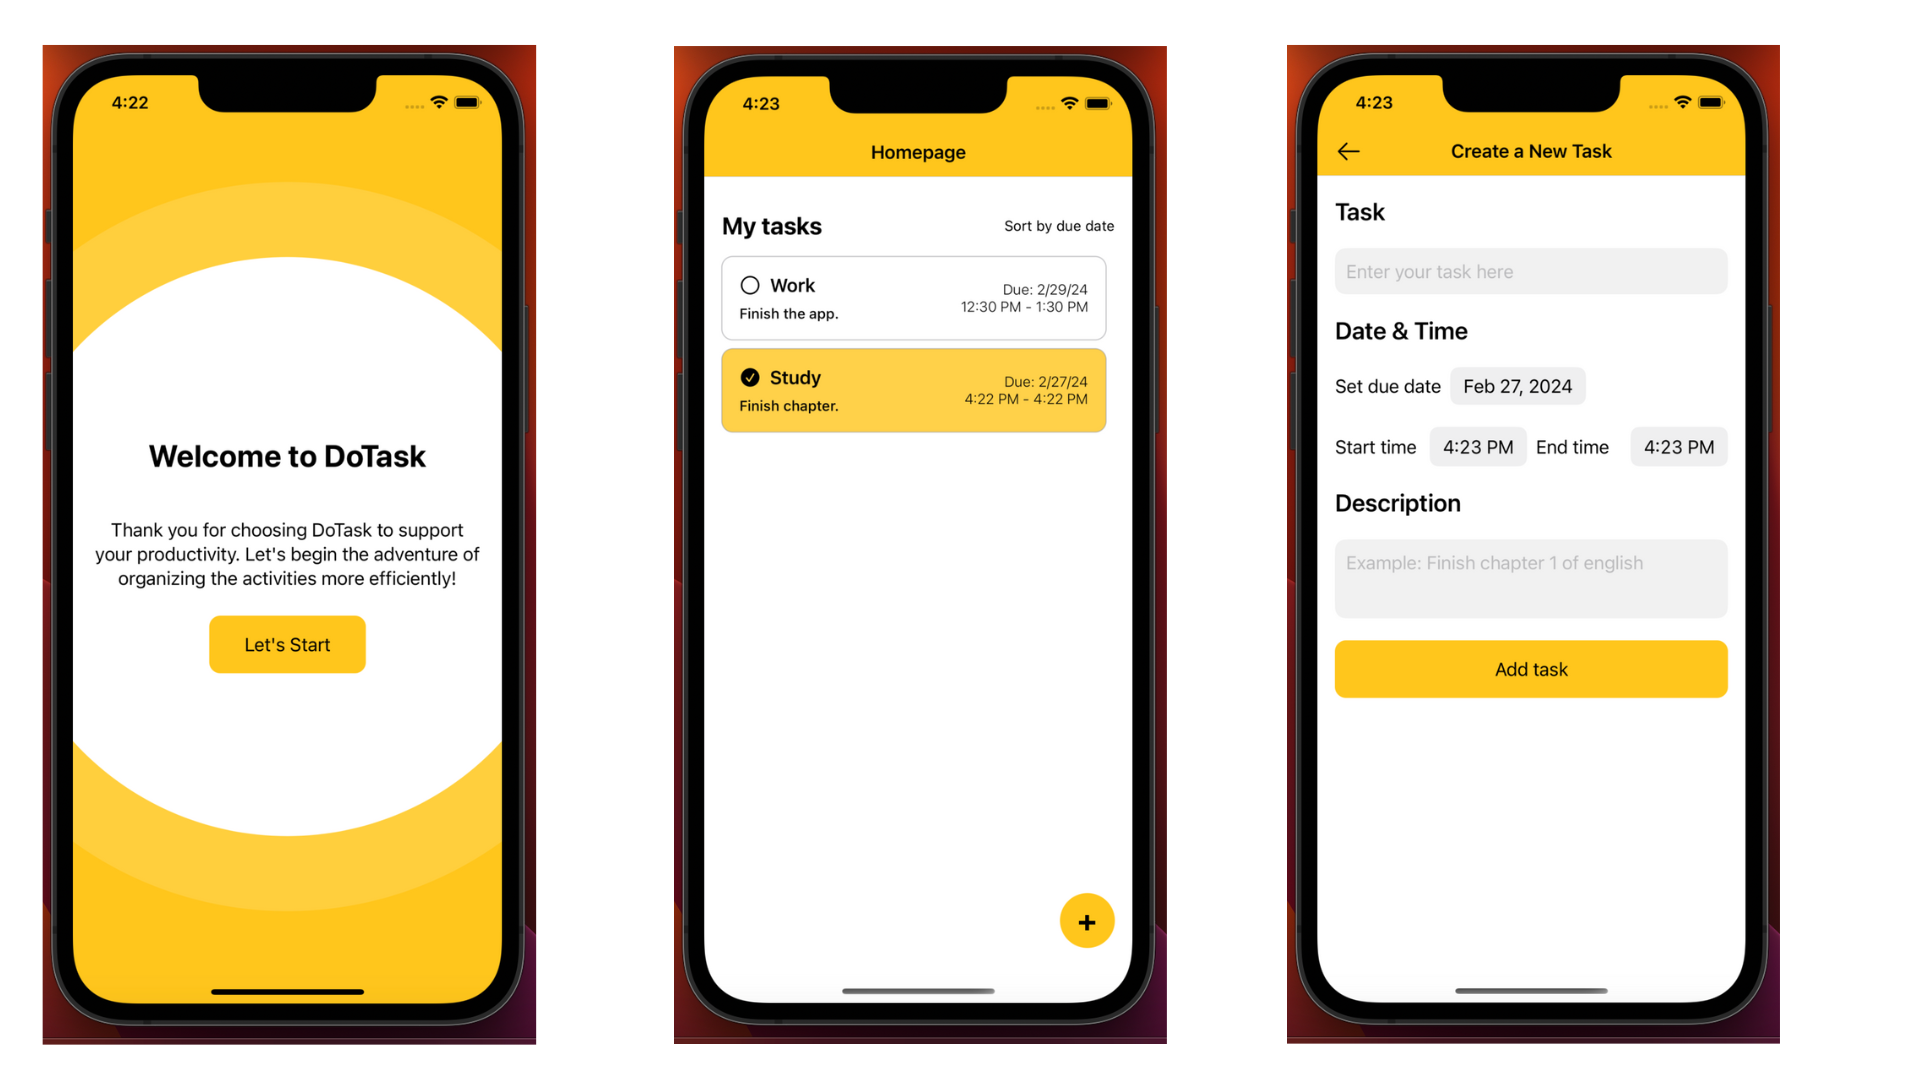 4:22
Welcome to DoTask
Thank you for choosing DoTask to support
your productivity. Let's begin the adventure of
organizing the activities more efficiently!
Let's Start
4:23
Homepage
My tasks
Sort by due date
Work
Due: 2/29/24
12:30 PM - 1:30 PM
Finish the app.
Study
Due: 2/27/24
4:22 PM - 4:22 PM
Finish chapter.
+
4:23
Create a New Task
Task
Enter your task here
Date & Time
Set due date Feb 27, 2024
Start time 4:23 PM End time 4:23 PM
Description
Example: Finish chapter 1 of english
Add task